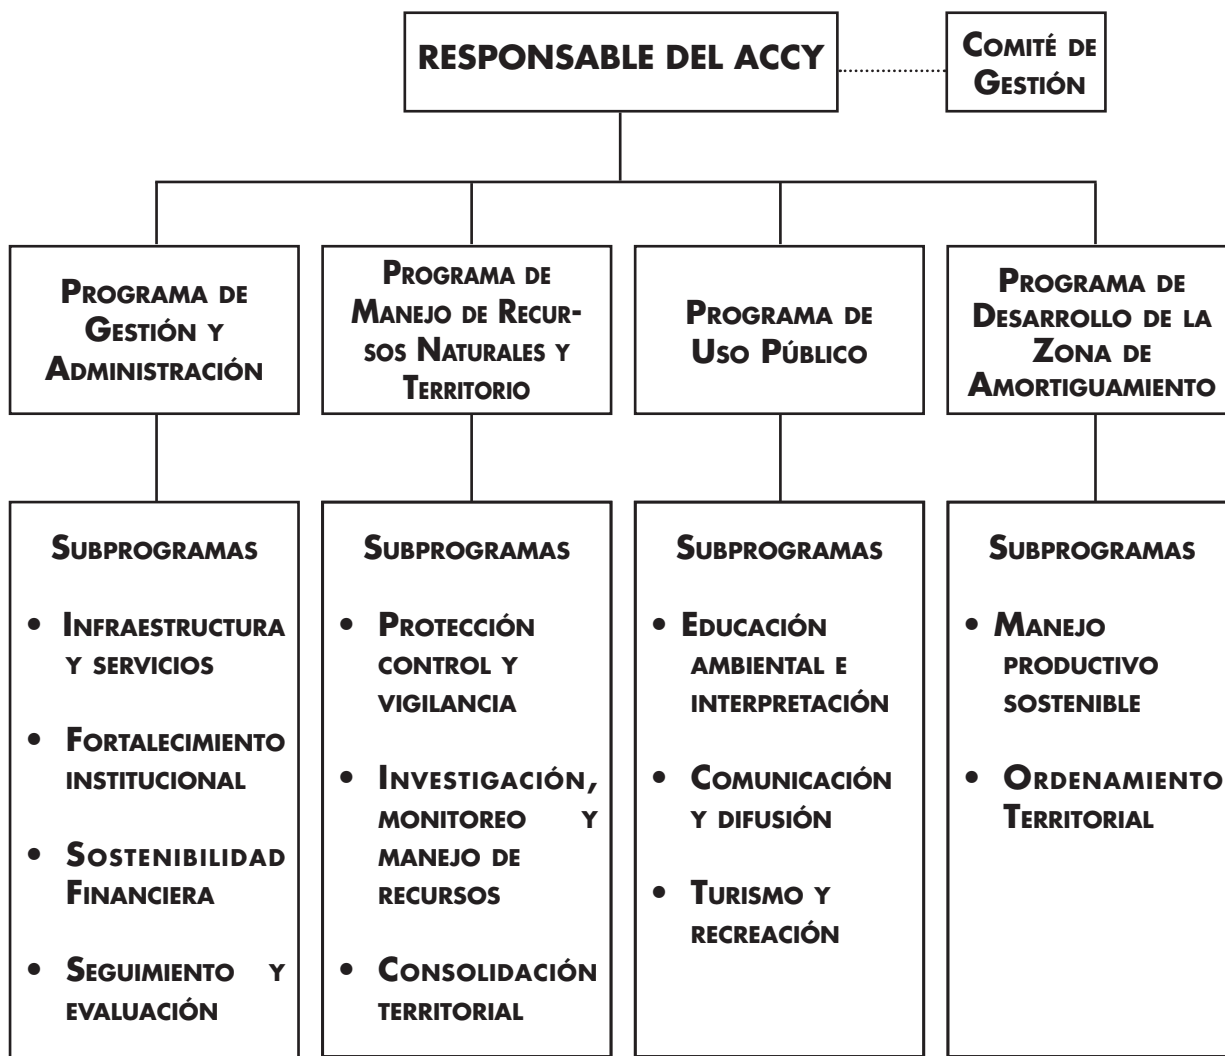 RESPONSABLE DEL ACCY
COMITÉ DE
GESTIÓN
PROGRAMA DE
GESTIÓN Y
ADMINISTRACIÓN
PROGRAMA DE
MANEJO DE RECUR-
SOS NATURALES Y
TERRITORIO
PROGRAMA DE
USO PÚBLICO
PROGRAMA DE
DESARROLLO DE LA
ZONA DE
AMORTIGUAMIENTO
SUBPROGRAMAS
• INFRAESTRUCTURA
Y SERVICIOS
• FORTALECIMIENTO
INSTITUCIONAL
• SOSTENIBILIDAD
FINANCIERA
• SEGUIMIENTO Y
EVALUACIÓN
SUBPROGRAMAS
• PROTECCIÓN
CONTROL Y
VIGILANCIA
• INVESTIGACIÓN,
MONITOREO Y
MANEJO DE
RECURSOS
• CONSOLIDACIÓN
TERRITORIAL
SUBPROGRAMAS
• EDUCACIÓN
AMBIENTAL E
INTERPRETACIÓN
• COMUNICACIÓN
Y DIFUSIÓN
• TURISMO Y
RECREACIÓN
SUBPROGRAMAS
• MANEJO
PRODUCTIVO
SOSTENIBLE
• ORDENAMIENTO
TERRITORIAL